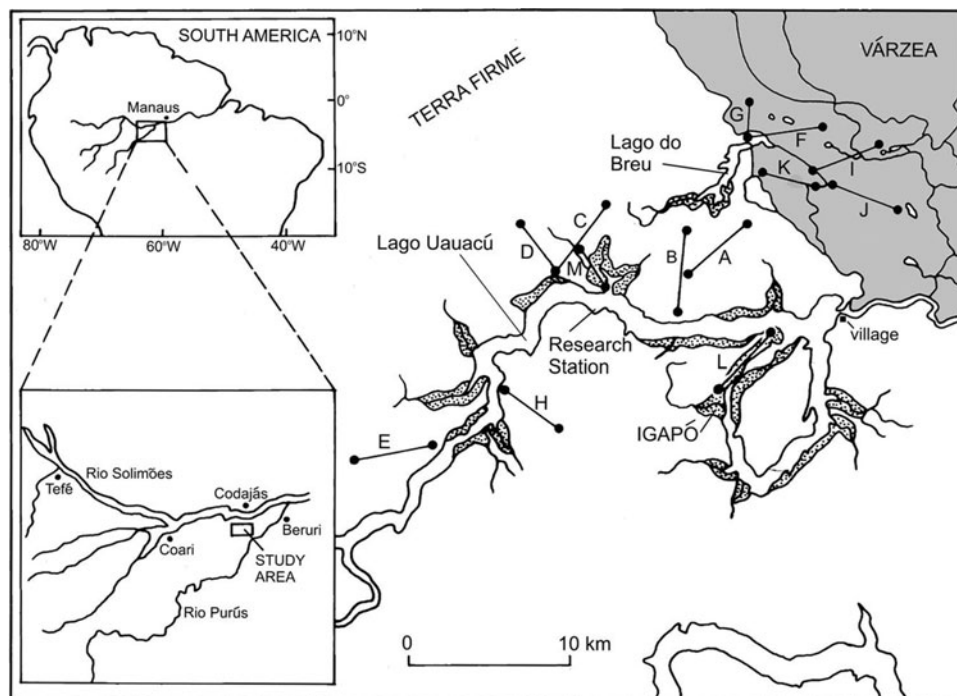 SOUTH AMERICA
10°N
0°
10°S
Manaus
80°W
60°W
40°W
Rio Solimões
Tefé
Codajás
Coari
Beruri
STUDY
AREA
Rio Purús
TERRA FIRME
VÁRZEA
Lago do
Breu
G
F
I
K
J
C
D
M
B
A
Lago Uauacú
Research
Station
village
L
IGAPÓ
H
E
0
10 km